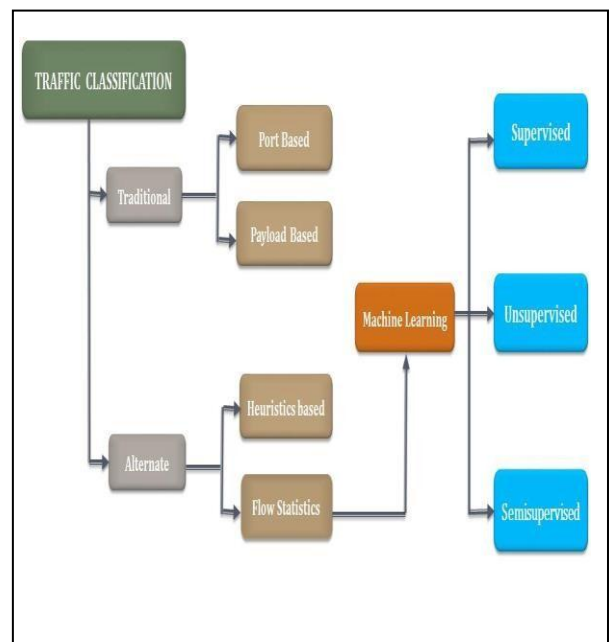 TRAFFIC CLASSIFICATION
Traditional
Port Based
Payload Based
Alternate
Heuristics based
Flow Statistics
Machine Learning
Supervised
Unsupervised
Semisupervised